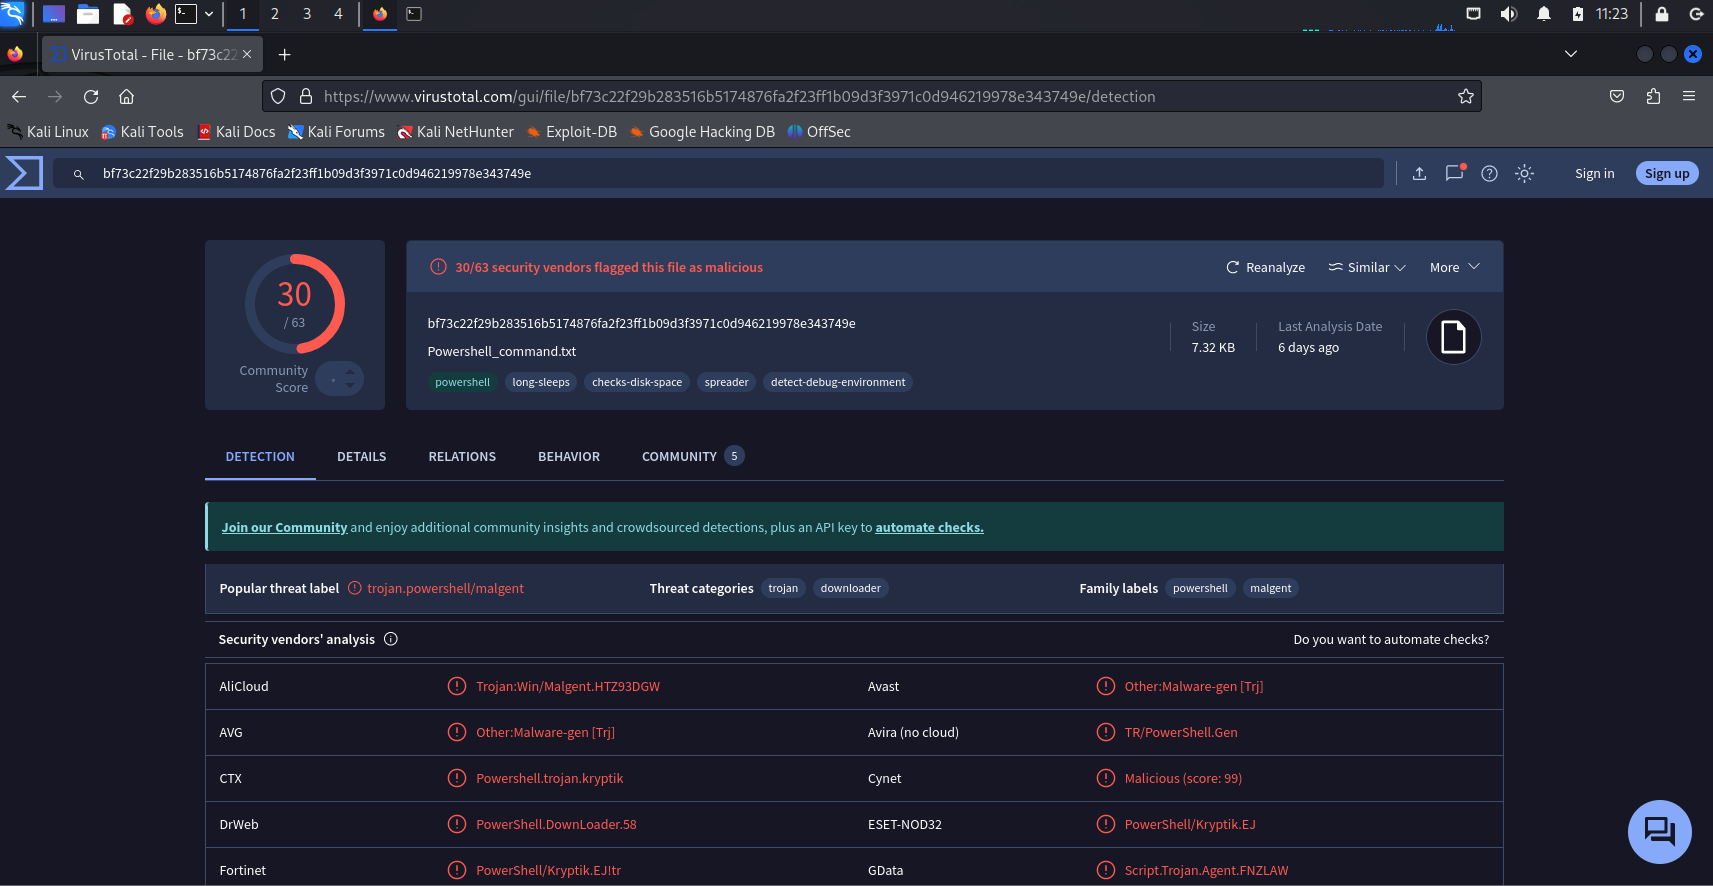 1 2 3 4 11:23
VirusTotal - File - bf73c22
https://www.virustotal.com/gui/file/bf73c22f29b283516b5174876fa2f23ff1b09d3f3971c0d946219978e343749e/detection
Kali Linux Kali Tools Kali Docs Kali Forums Kali NetHunter Exploit-DB Google Hacking DB OffSec
bf73c22f29b283516b5174876fa2f23ff1b09d3f3971c0d946219978e343749e Sign in Sign up
30
/ 63
Community
Score
30/63 security vendors flagged this file as malicious Reanalyze Similar More
bf73c22f29b283516b5174876fa2f23ff1b09d3f3971c0d946219978e343749e
Powershell_command.txt
powershell long-sleeps checks-disk-space spreader detect-debug-environment
Size
7.32 KB
Last Analysis Date
6 days ago
DETECTION DETAILS RELATIONS BEHAVIOR COMMUNITY 5
Join our Community and enjoy additional community insights and crowdsourced detections, plus an API key to automate checks.
Popular threat label trojan.powershell/malgent Threat categories trojan downloader Family labels powershell malgent
Security vendors' analysis Do you want to automate checks?
AliCloud Trojan:Win/Malgent.HTZ93DGW Avast Other:Malware-gen [Trj]
AVG Other:Malware-gen [Trj] Avira (no cloud) TR/PowerShell.Gen
CTX Powershell.trojan.kryptik Cynet Malicious (score: 99)
DrWeb PowerShell.DownLoader.58 ESET-NOD32 PowerShell/Kryptik.EJ
Fortinet PowerShell/Kryptik.EJ!tr GData Script.Trojan.Agent.FNZLAW